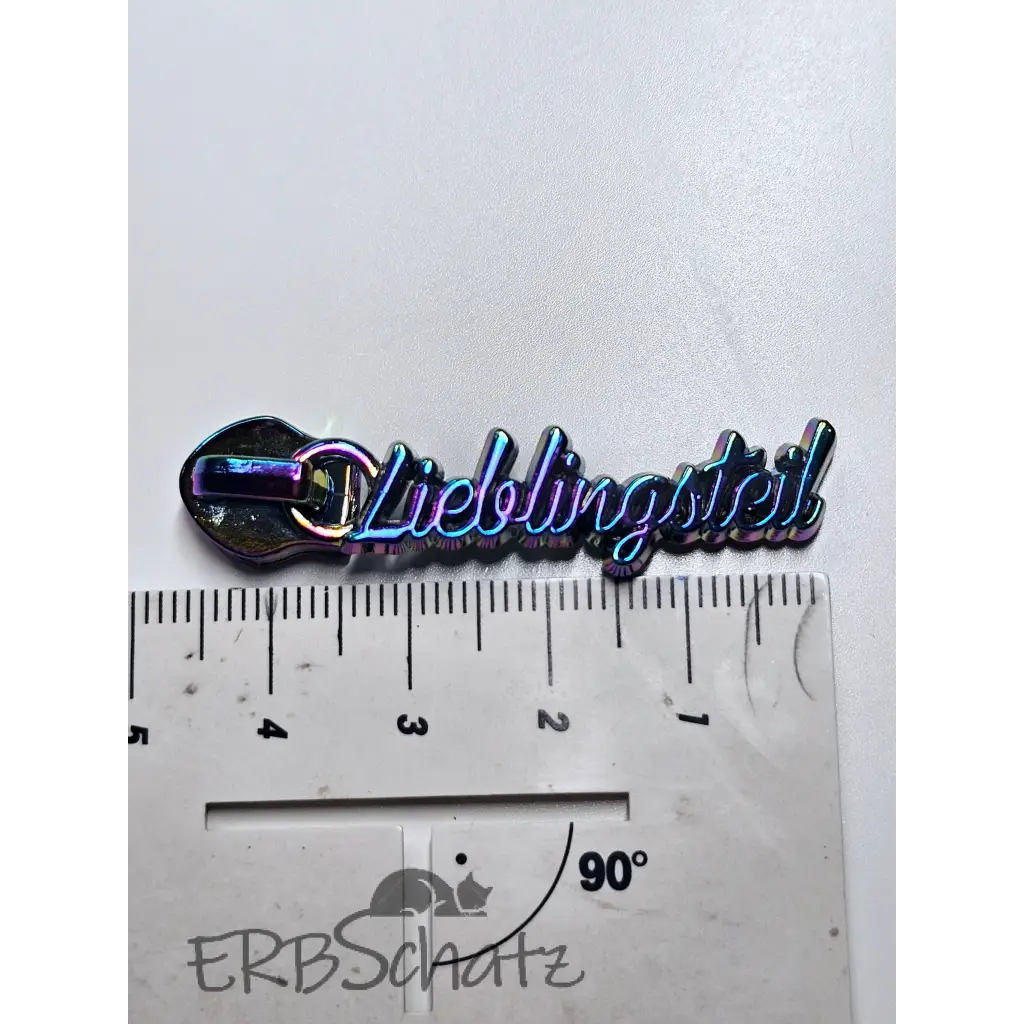 Lieblingsteil
5 4 3 2 1
90°
ERBSchatz